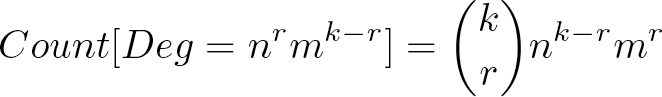 $Count[Deg = n^r m^{k-r}] = \binom{k}{r} n^{k-r} m^r$